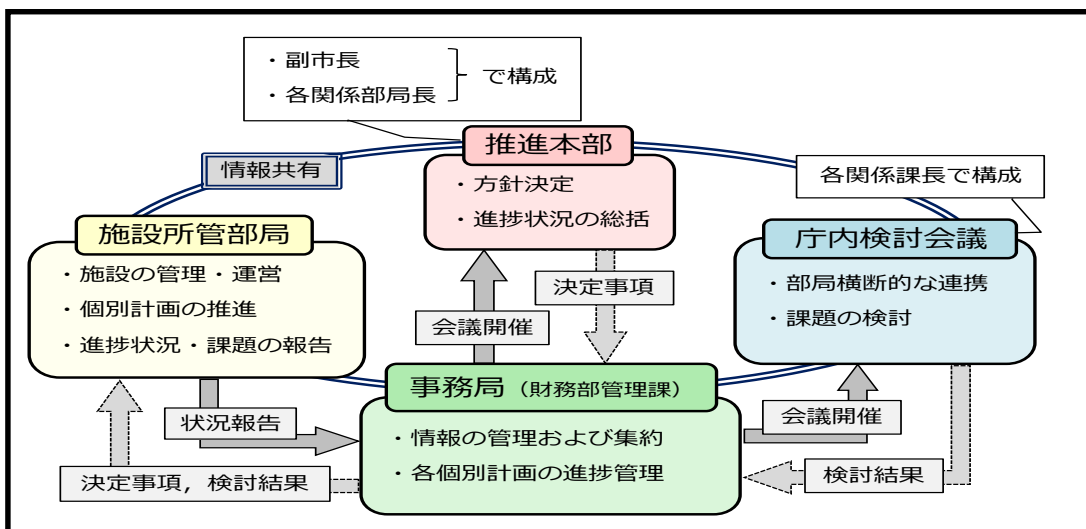 ・副市長
・各関係部局長
で構成
推進本部
・方針決定
・進捗状況の総括
情報共有
各関係課長で構成
施設所管部局
・施設の管理・運営
・個別計画の推進
・進捗状況・課題の報告
庁内検討会議
・部局横断的な連携
・課題の検討
会議開催
決定事項
事務局（財務部管理課）
・情報の管理および集約
・各個別計画の進捗管理
状況報告
決定事項，検討結果
会議開催
検討結果